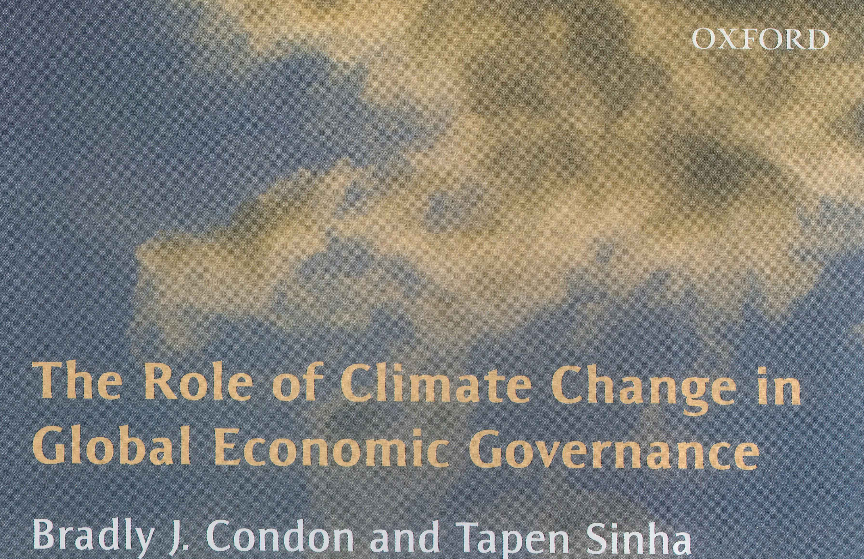 OXFORD
The Role of Climate Change in
Global Economic Governance
Bradly J. Condon and Tapen Sinha